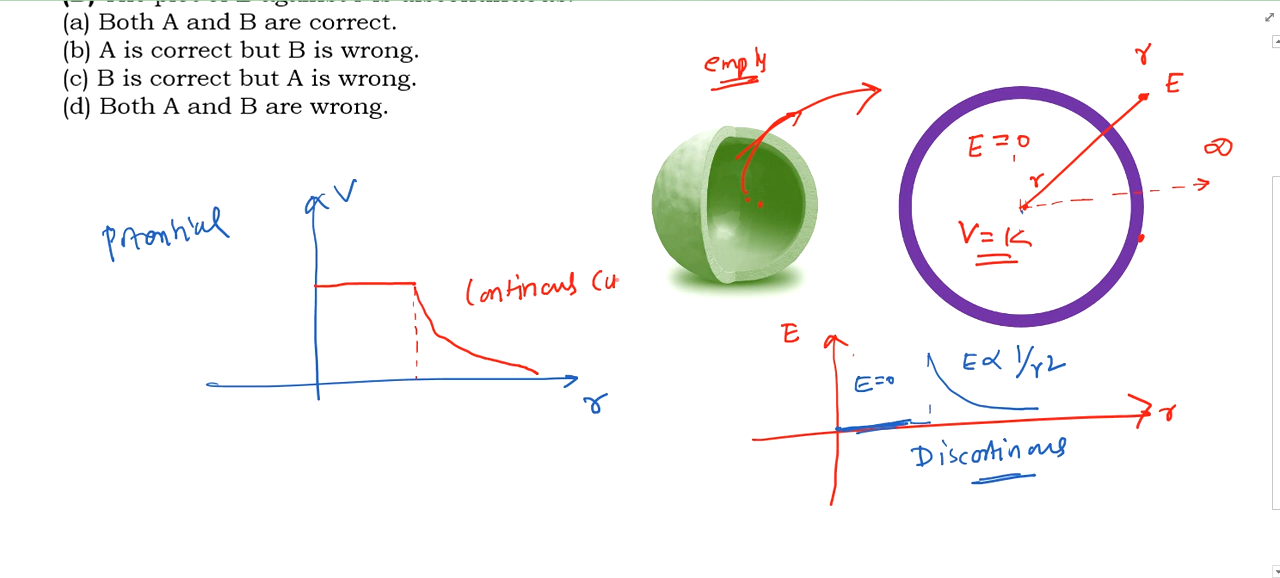 (a) Both A and B are correct.
(b) A is correct but B is wrong.
(c) B is correct but A is wrong.
(d) Both A and B are wrong.
empty
r
E
E=0
∞
r
V=K
V
Potential
Continous Cu
r
E
E=0
E∝ 1/r2
r
Discontinous